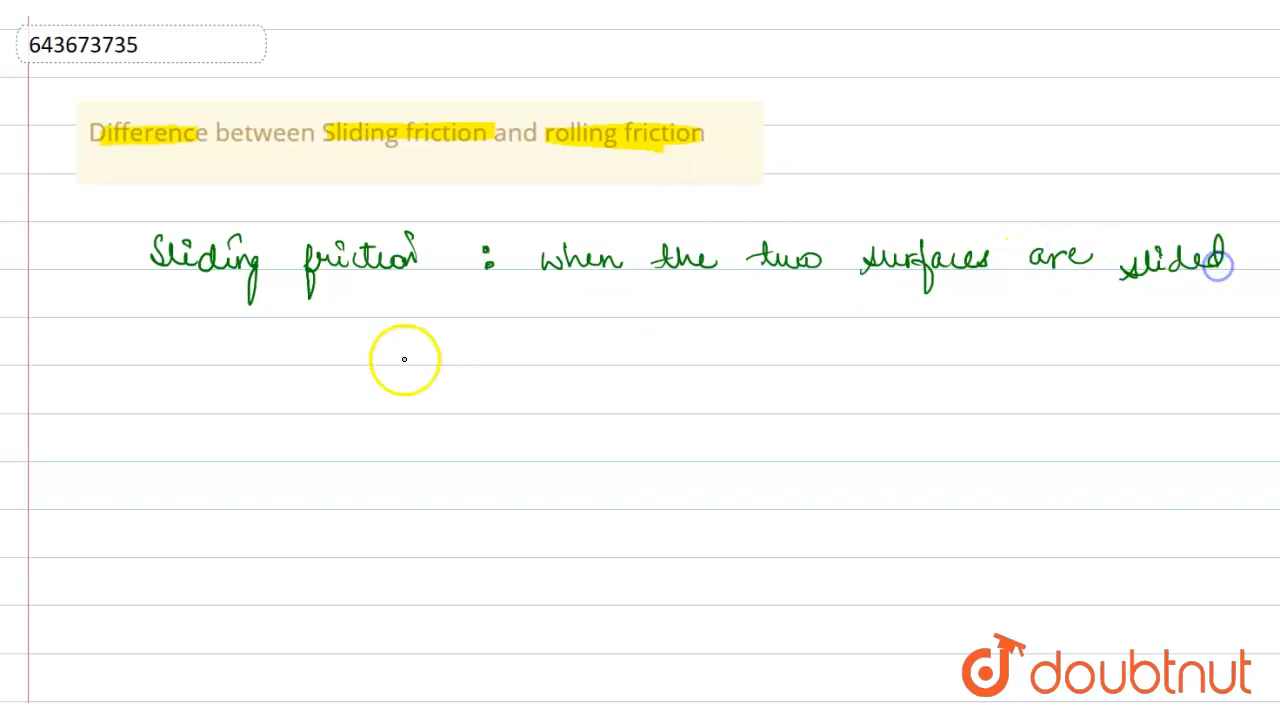 643673735
Difference between Sliding friction and rolling friction
Sliding friction : when the two surfaces are slided
doubtnut